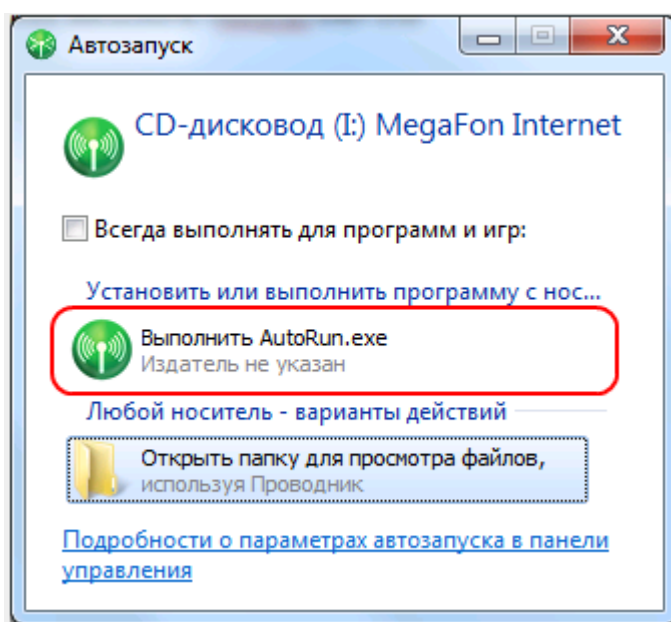 Автозапуск
CD-дисковод (I:) MegaFon Internet
Всегда выполнять для программ и игр:
Установить или выполнить программу с нос...
Выполнить AutoRun.exe
Издатель не указан
Любой носитель - варианты действий
Открыть папку для просмотра файлов,
используя Проводник
Подробности о параметрах автозапуска в панели
управления